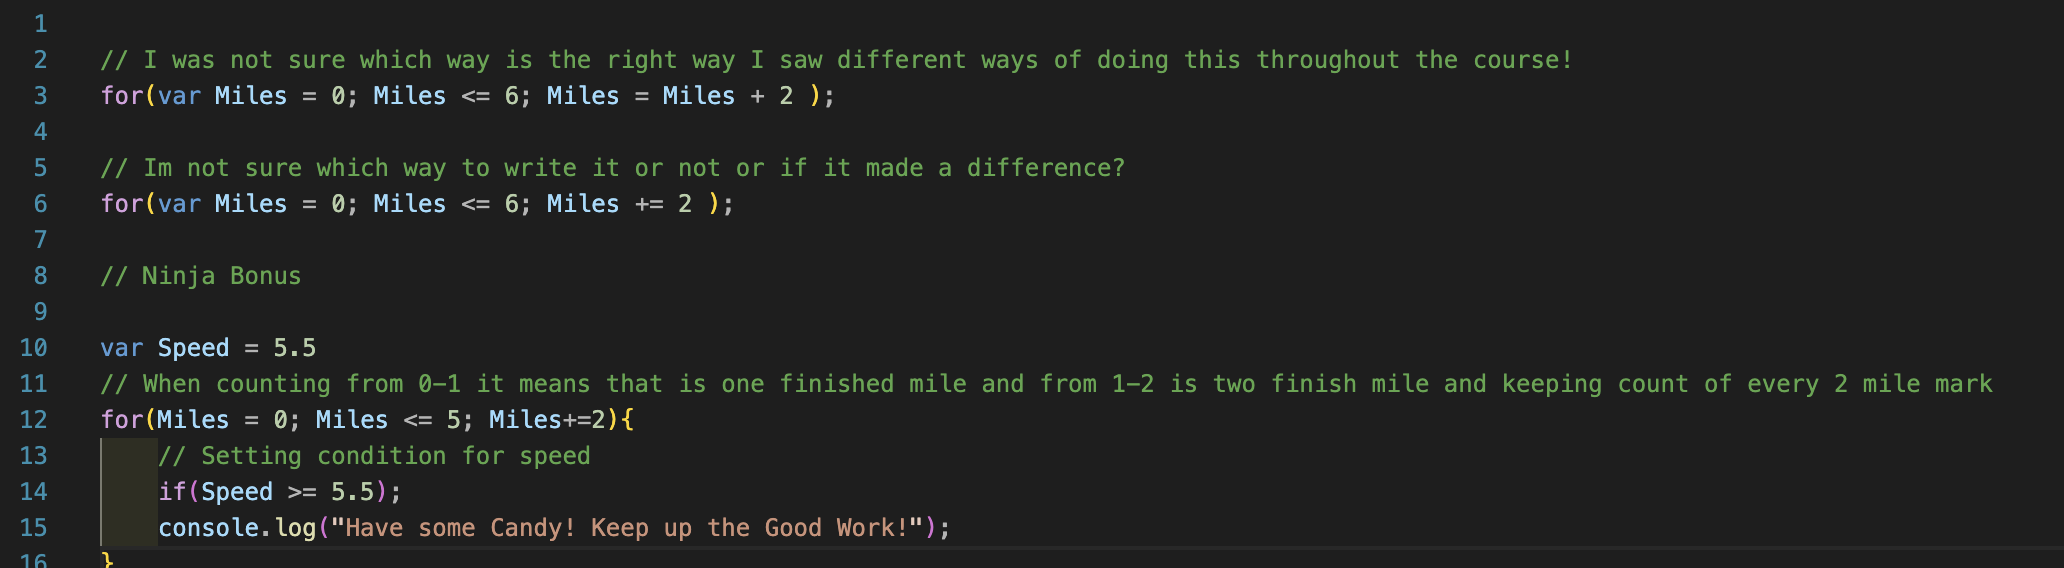 1
2 // I was not sure which way is the right way I saw different ways of doing this throughout the course!
3 for(var Miles = 0; Miles <= 6; Miles = Miles + 2 );
4
5 // Im not sure which way to write it or not or if it made a difference?
6 for(var Miles = 0; Miles <= 6; Miles += 2 );
7
8 // Ninja Bonus
9
10 var Speed = 5.5
11 // When counting from 0-1 it means that is one finished mile and from 1-2 is two finish mile and keeping count of every 2 mile mark
12 for(Miles = 0; Miles <= 5; Miles+=2){
13 // Setting condition for speed
14 if(Speed >= 5.5);
15 console.log("Have some Candy! Keep up the Good Work!");
16 }